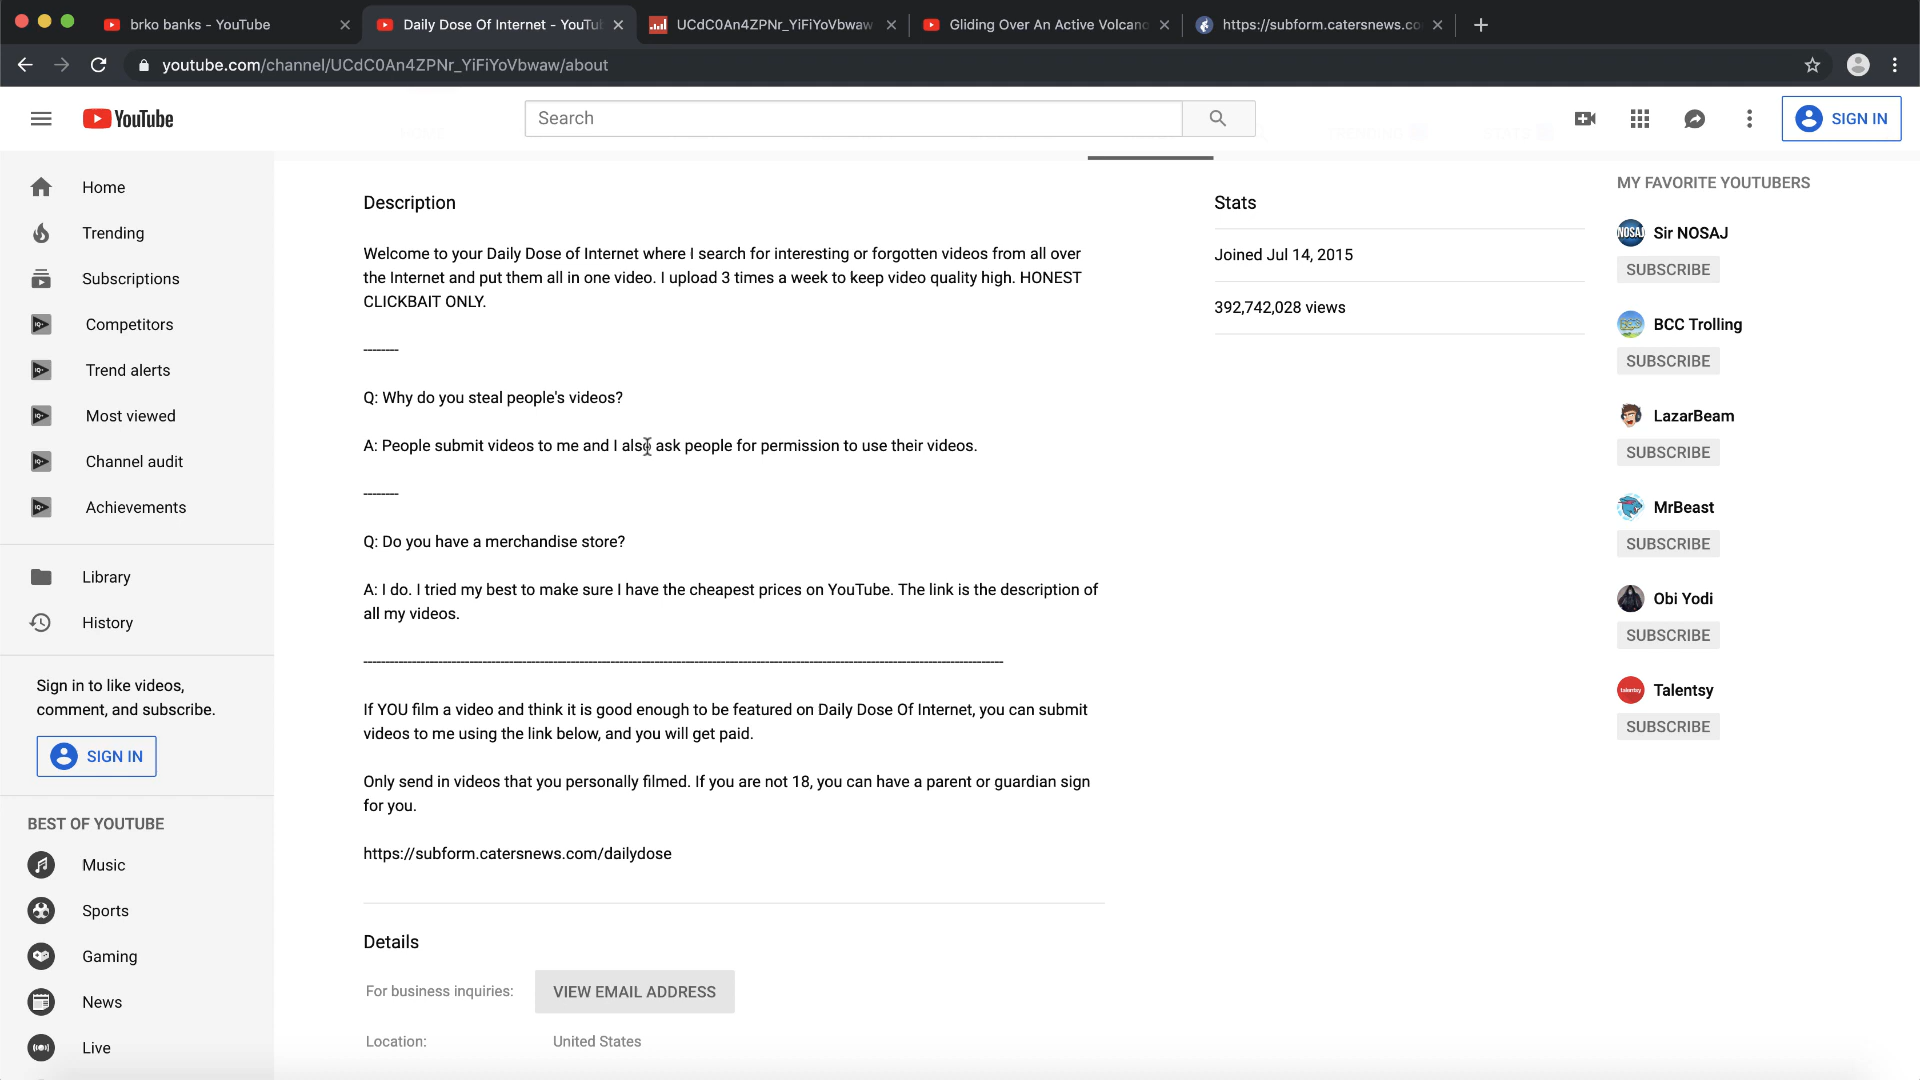 brko banks - YouTube
Daily Dose Of Internet - YouTu
UCdC0An4ZPNr_YiFiYoVbwaw
Gliding Over An Active Volcano
https://subform.catersnews.co
youtube.com/channel/UCdC0An4ZPNr_YiFiYoVbwaw/about
YouTube
Search
SIGN IN
Home
Trending
Subscriptions
Competitors
Trend alerts
Most viewed
Channel audit
Achievements
Library
History
Sign in to like videos,
comment, and subscribe.
SIGN IN
BEST OF YOUTUBE
Music
Sports
Gaming
News
Live
Description
Welcome to your Daily Dose of Internet where I search for interesting or forgotten videos from all over
the Internet and put them all in one video. I upload 3 times a week to keep video quality high. HONEST
CLICKBAIT ONLY.
--------
Q: Why do you steal people's videos?
A: People submit videos to me and I also ask people for permission to use their videos.
--------
Q: Do you have a merchandise store?
A: I do. I tried my best to make sure I have the cheapest prices on YouTube. The link is the description of
all my videos.
--------------------------------------------------------------------------------------------------------------------------------------------------
If YOU film a video and think it is good enough to be featured on Daily Dose Of Internet, you can submit
videos to me using the link below, and you will get paid.
Only send in videos that you personally filmed. If you are not 18, you can have a parent or guardian sign
for you.
https://subform.catersnews.com/dailydose
Details
For business inquiries: VIEW EMAIL ADDRESS
Location: United States
Stats
Joined Jul 14, 2015
392,742,028 views
MY FAVORITE YOUTUBERS
Sir NOSAJ
SUBSCRIBE
BCC Trolling
SUBSCRIBE
LazarBeam
SUBSCRIBE
MrBeast
SUBSCRIBE
Obi Yodi
SUBSCRIBE
Talentsy
SUBSCRIBE